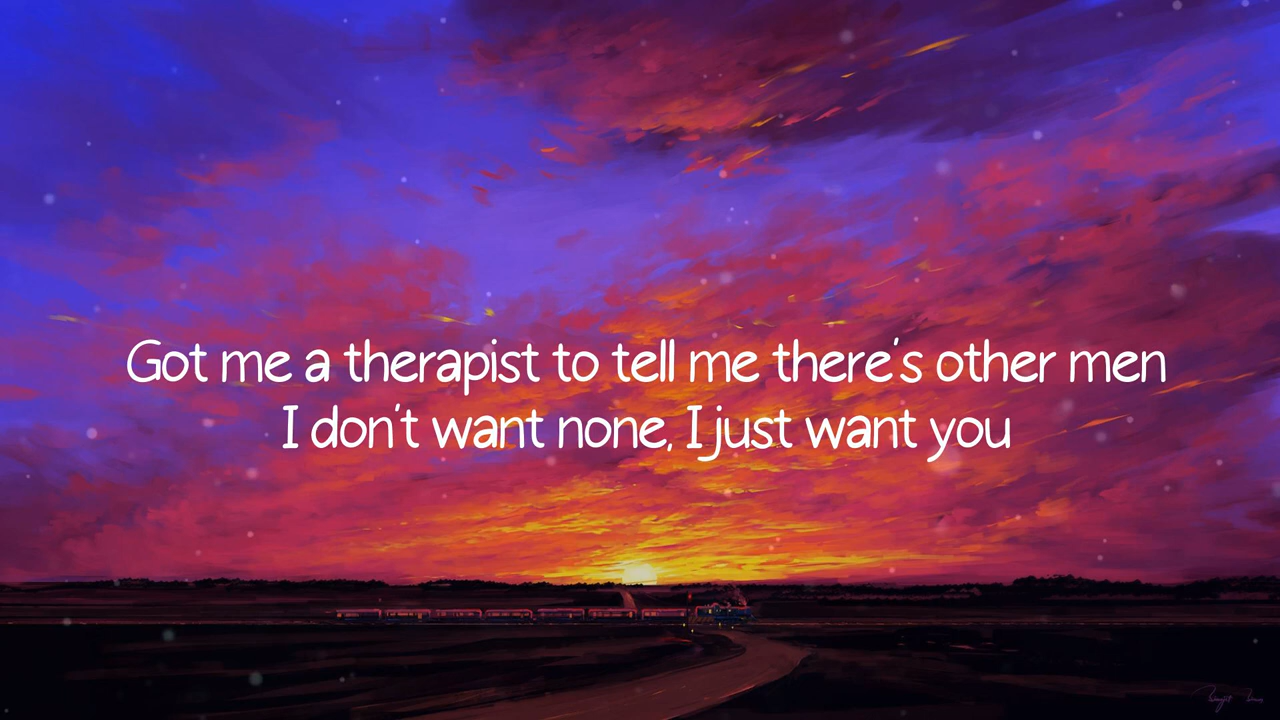 Got me a therapist to tell me there's other men
I don't want none, I just want you